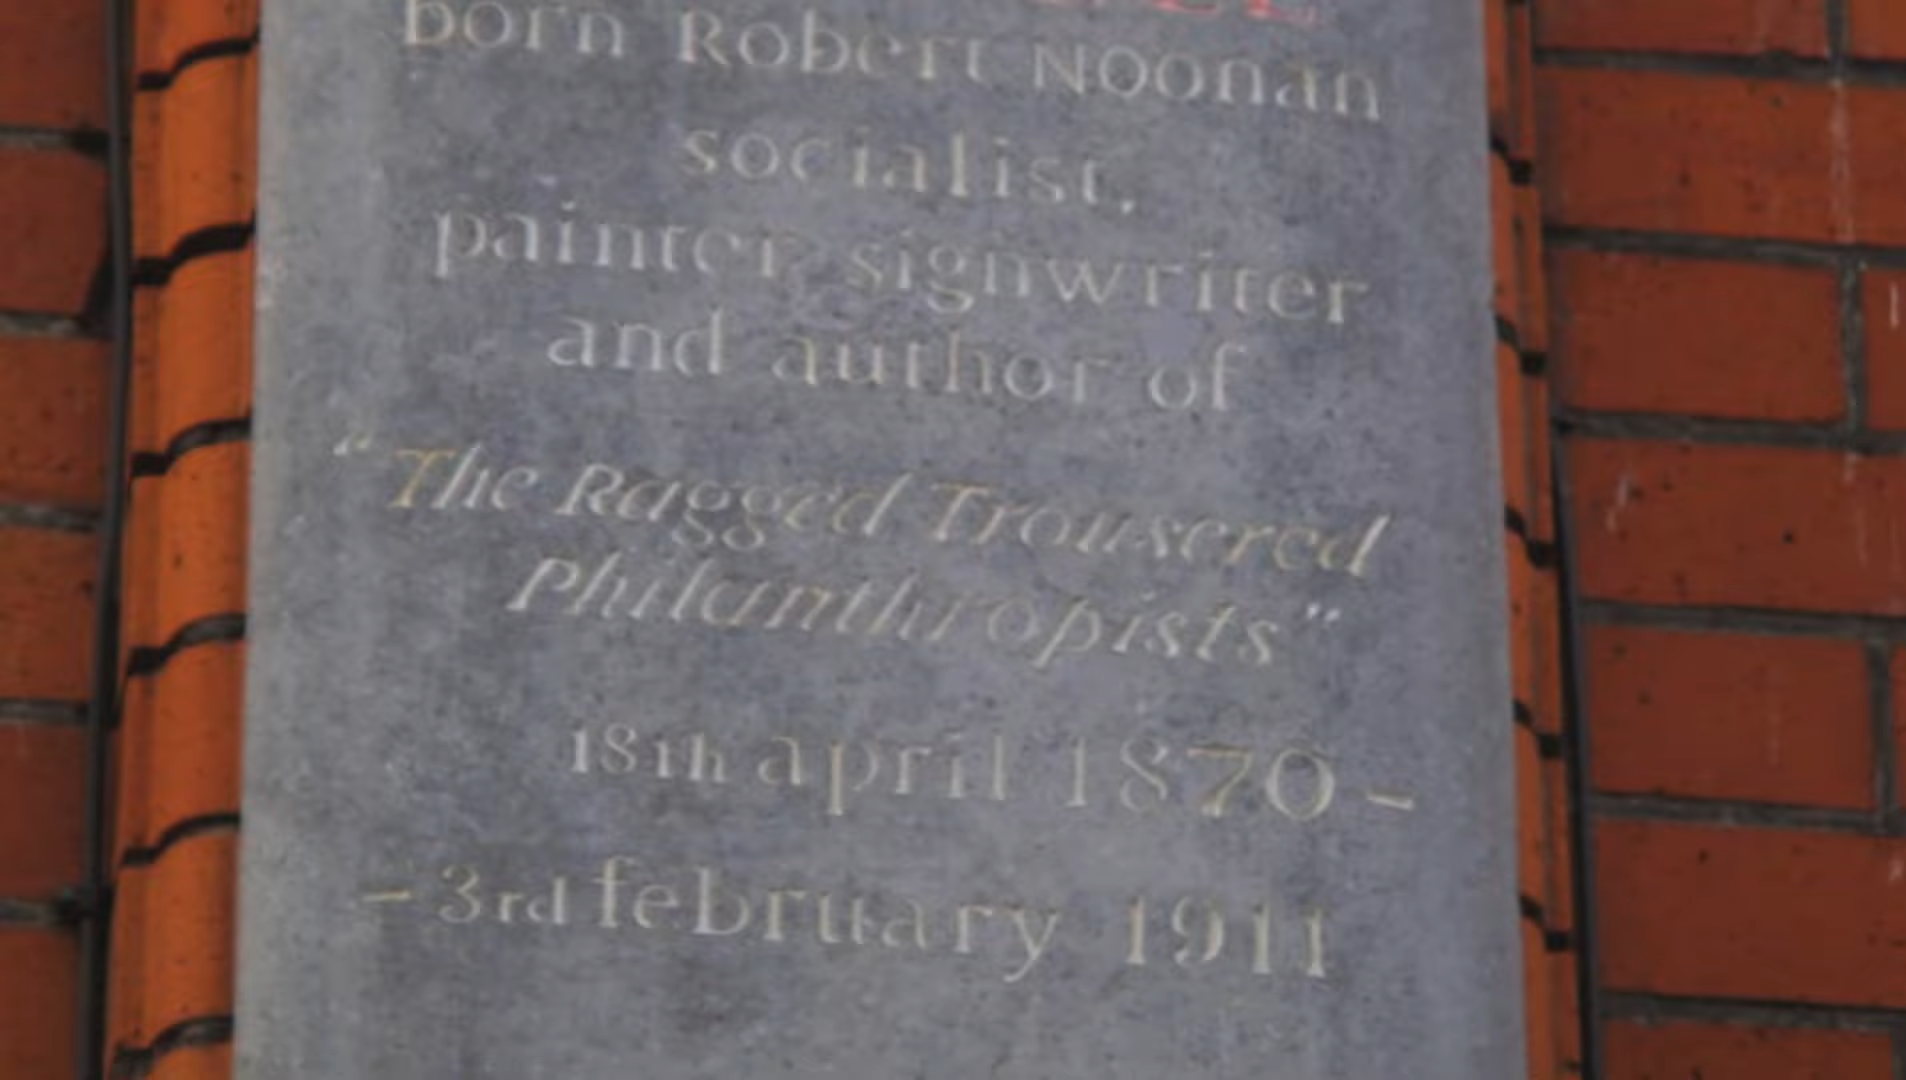 born Robert Noonan
socialist,
painter signwriter
and author of
"The Ragged Trousered
Philanthropists"
18th april 1870 -
- 3rd february 1911